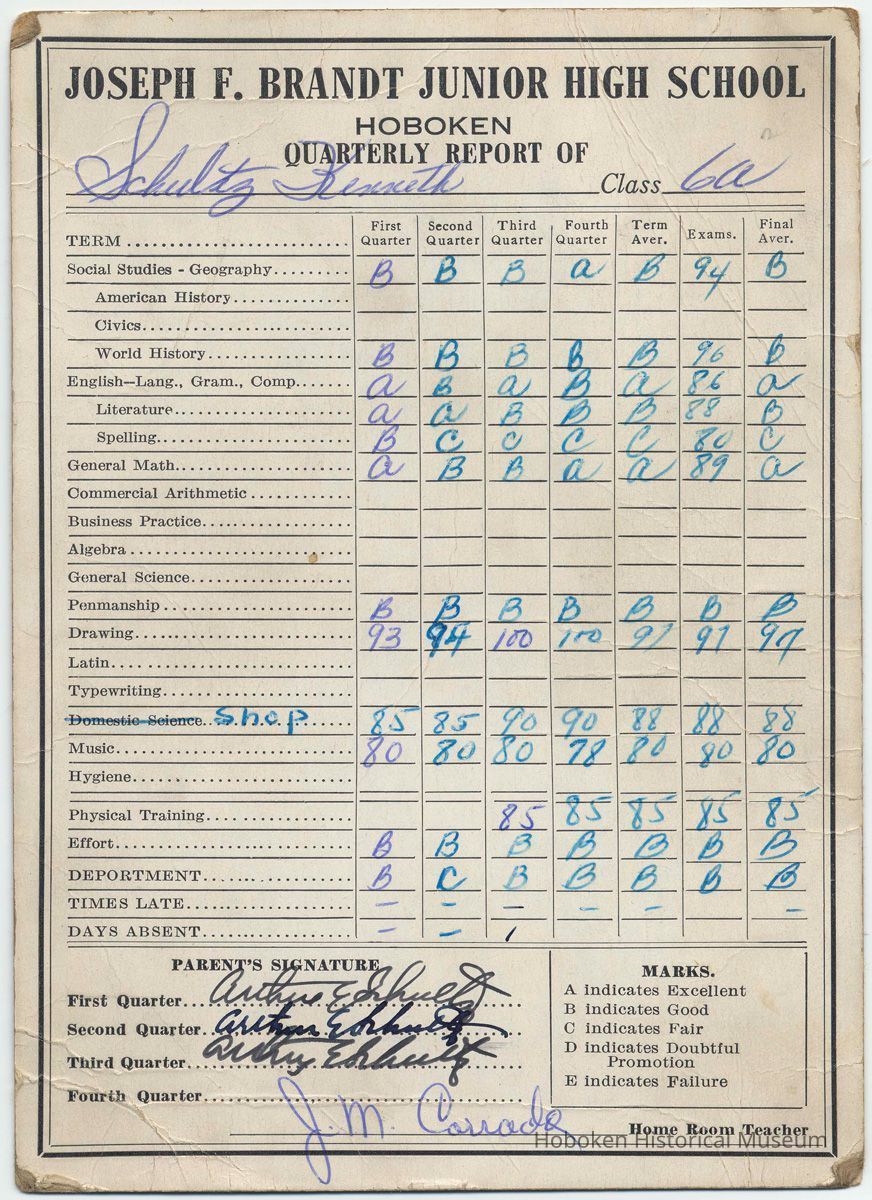 JOSEPH F. BRANDT JUNIOR HIGH SCHOOL
HOBOKEN
QUARTERLY REPORT OF
Schultz Kenneth Class 6a
TERM First Quarter Second Quarter Third Quarter Fourth Quarter Term Aver. Exams. Final Aver.
Social Studies - Geography B B B a B 94 B
American History
Civics
World History B B B B B 96 B
English--Lang., Gram., Comp. a B a B a 86 a
Literature a a B B B 88 B
Spelling B C C C C 80 C
General Math. a B B a a 89 a
Commercial Arithmetic
Business Practice
Algebra
General Science
Penmanship B B B B B B B
Drawing 93 94 100 100 97 97 97
Latin
Typewriting
Domestic Science Shop 85 85 90 90 88 88 88
Music 80 80 80 78 80 80 80
Hygiene
Physical Training 85 85 85 85 85
Effort B B B B B B B
DEPORTMENT B C B B B B B
TIMES LATE - - - - - -
DAYS ABSENT - - 1
PARENT'S SIGNATURE
First Quarter Arthur E Schultz
Second Quarter Arthur E Schultz
Third Quarter Arthur E Schultz
Fourth Quarter
MARKS.
A indicates Excellent
B indicates Good
C indicates Fair
D indicates Doubtful
Promotion
E indicates Failure
J. M. Home Room Teacher
Hoboken Historical Museum